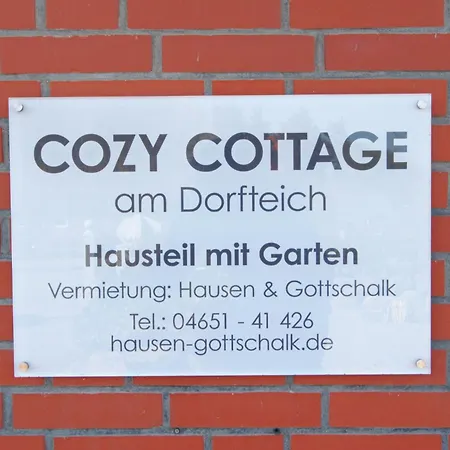 COZY COTTAGE
am Dorfteich
Hausteil mit Garten
Vermietung: Hausen & Gottschalk
Tel.: 04651 - 41 426
hausen-gottschalk.de